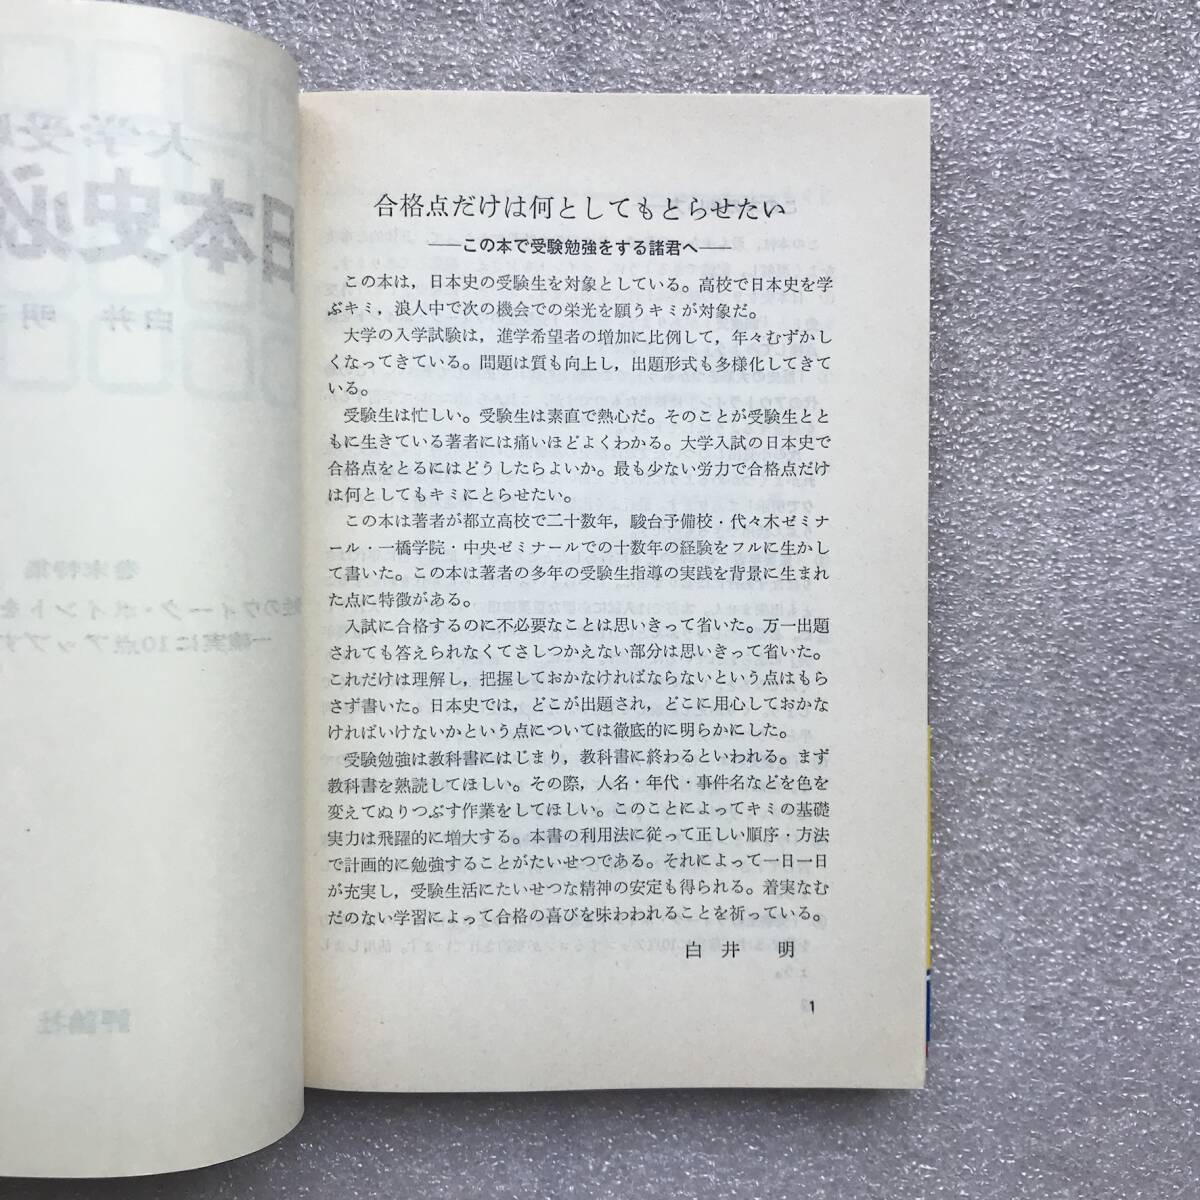 合格点だけは何としてもとらせたい
――この本で受験勉強をする諸君へ――
この本は，日本史の受験生を対象としている。高校で日本史を学
ぶキミ，浪人中で次の機会での栄光を願うキミが対象だ。
大学の入学試験は，進学希望者の増加に比例して，年々むずかし
くなってきている。問題は質も向上し，出題形式も多様化してきて
いる。
受験生は忙しい。受験生は素直で熱心だ。そのことが受験生とと
もに生きている著者には痛いほどよくわかる。大学入試の日本史で
合格点をとるにはどうしたらよいか。最も少ない労力で合格点だけ
は何としてもキミにとらせたい。
この本は著者が都立高校で二十数年，駿台予備校・代々木ゼミナ
ール・一橋学院・中央ゼミナールでの十数年の経験をフルに生かし
て書いた。この本は著者の多年の受験生指導の実践を背景に生まれ
た点に特徴がある。
入試に合格するのに不必要なことは思いきって省いた。万一出題
されても答えられなくてさしつかえない部分は思いきって省いた。
これだけは理解し，把握しておかなければならないという点はもら
さず書いた。日本史では，どこが出題され，どこに用心しておかな
ければいけないかという点については徹底的に明らかにした。
受験勉強は教科書にはじまり，教科書に終わるといわれる。まず
教科書を熟読してほしい。その際，人名・年代・事件名などを色を
変えてぬりつぶす作業をしてほしい。このことによってキミの基礎
実力は飛躍的に増大する。本書の利用法に従って正しい順序・方法
で計画的に勉強することがたいせつである。それによって一日一日
が充実し，受験生活にたいせつな精神の安定も得られる。着実なむ
だのない学習によって合格の喜びを味わわれることを祈っている。
白井　明
1